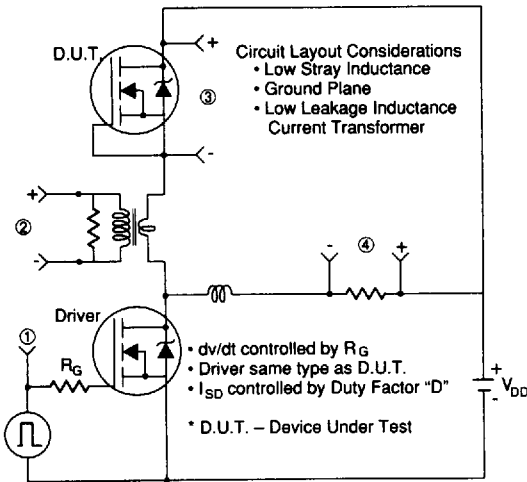 D.U.T.
+
Circuit Layout Considerations
• Low Stray Inductance
• Ground Plane
• Low Leakage Inductance
Current Transformer
③
-
+
②
-
- ④ +
Driver
①
RG
• dv/dt controlled by RG
• Driver same type as D.U.T.
• ISD controlled by Duty Factor "D"
* D.U.T. – Device Under Test
+
VDD
-